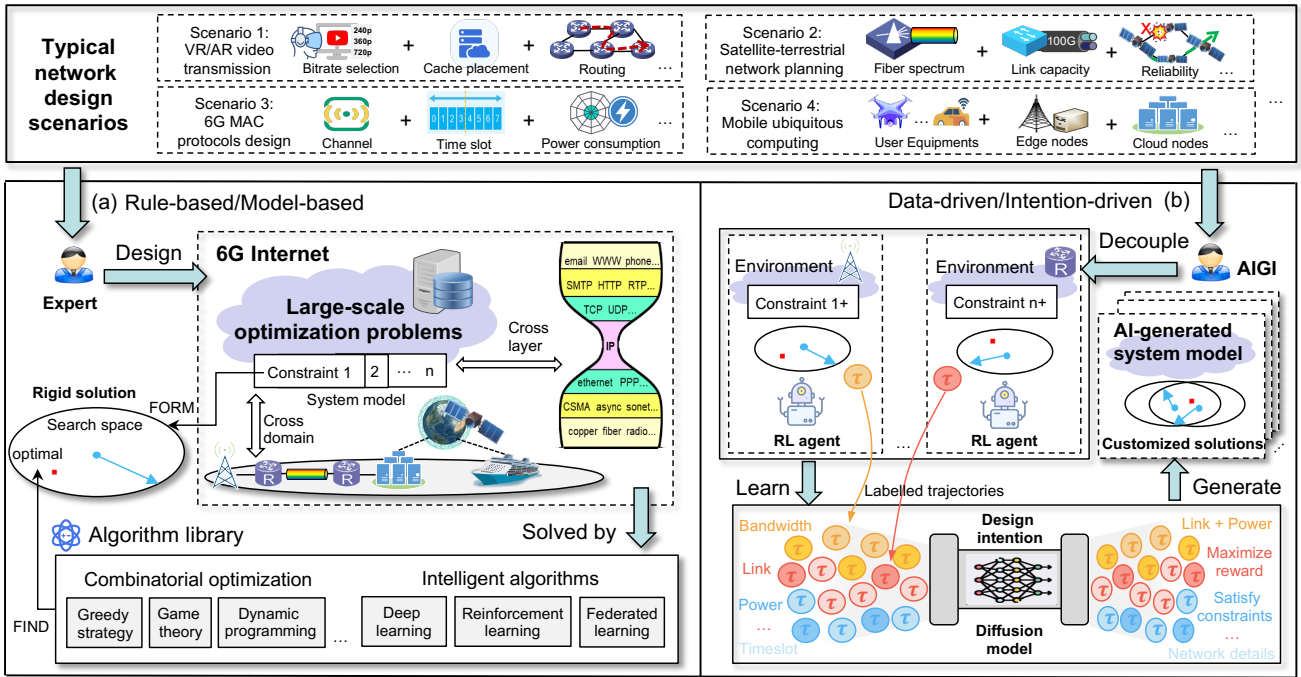 Typical
network
design
scenarios
Scenario 1:
VR/AR video
transmission
240p
360p
720p
Bitrate selection
+
Cache placement
+
Routing
...
Scenario 2:
Satellite-terrestrial
network planning
Fiber spectrum
+
100G
Link capacity
+
X
Reliability
...
Scenario 3:
6G MAC
protocols design
Channel
+
0 1 2 3 4 5 6 7
Time slot
+
Power consumption
...
Scenario 4:
Mobile ubiquitous
computing
...
User Equipments
+
Edge nodes
+
Cloud nodes
...
...
(a) Rule-based/Model-based
Expert
Design
6G Internet
Large-scale
optimization problems
Constraint 1
2
... n
System model
Cross
layer
Cross
domain
email WWW phone...
SMTP HTTP RTP...
TCP UDP...
IP
ethernet PPP...
CSMA async sonet...
copper fiber radio...
R
R
Rigid solution
Search space
optimal
FORM
FIND
Solved by
Algorithm library
Combinatorial optimization
Greedy
strategy
Game
theory
Dynamic
programming
...
Intelligent algorithms
Deep
learning
Reinforcement
learning
Federated
learning
Data-driven/Intention-driven (b)
Environment
Constraint 1+
τ
RL agent
...
Environment
R
Constraint n+
τ
RL agent
Decouple
AIGI
AI-generated
system model
Customized solutions
...
Learn
Labelled trajectories
Generate
Bandwidth
Link
Power
...
Timeslot
τ τ τ τ
τ τ τ τ τ
τ τ τ τ
τ τ τ τ
Design
intention
Diffusion
model
τ τ τ τ
τ τ τ τ τ
τ τ τ τ
τ τ τ τ
Link + Power
Maximize
reward
Satisfy
constraints
...
Network details